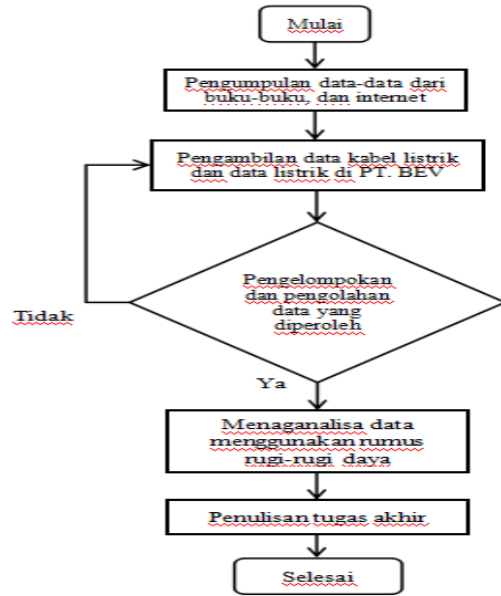 Mulai
Pengumpulan data-data dari
buku-buku, dan internet
Pengambilan data kabel listrik
dan data listrik di PT. BEV
Pengelompokan
dan pengolahan
data yang
diperoleh
Tidak
Ya
Menaganalisa data
menggunakan rumus
rugi-rugi daya
Penulisan tugas akhir
Selesai